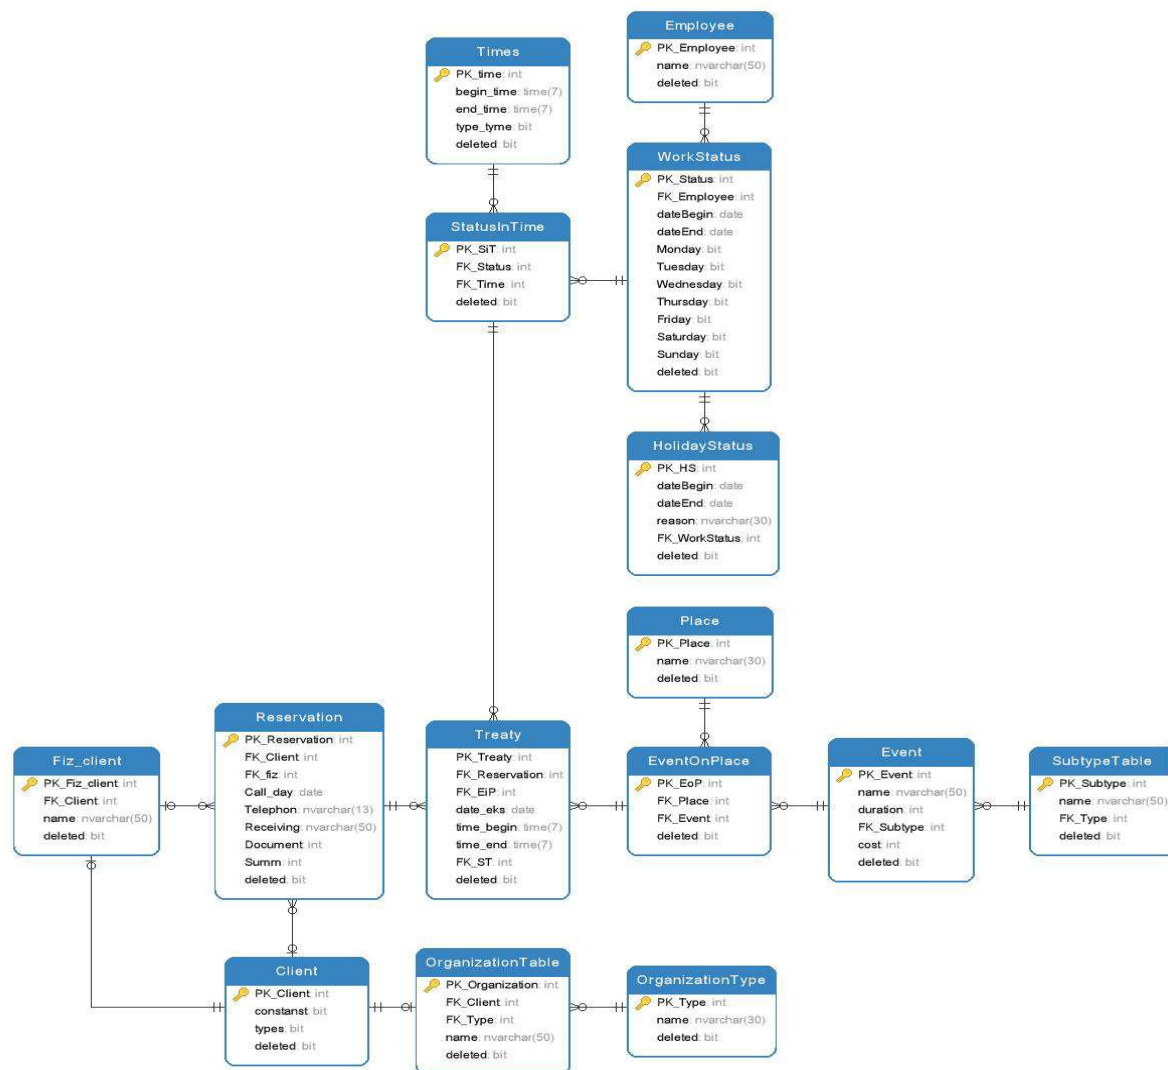 Employee
PK_Employee: int
name: nvarchar(50)
deleted: bit
Times
PK_time: int
begin_time: time(7)
end_time: time(7)
type_tyme: bit
deleted: bit
WorkStatus
PK_Status: int
FK_Employee: int
dateBegin: date
dateEnd: date
Monday: bit
Tuesday: bit
Wednesday: bit
Thursday: bit
Friday: bit
Saturday: bit
Sunday: bit
deleted: bit
StatusInTime
PK_SiT: int
FK_Status: int
FK_Time: int
deleted: bit
HolidayStatus
PK_HS: int
dateBegin: date
dateEnd: date
reason: nvarchar(30)
FK_WorkStatus: int
deleted: bit
Place
PK_Place: int
name: nvarchar(30)
deleted: bit
Fiz_client
PK_Fiz_client: int
FK_Client: int
name: nvarchar(50)
deleted: bit
Reservation
PK_Reservation: int
FK_Client: int
FK_fiz: int
Call_day: date
Telephon: nvarchar(13)
Receiving: nvarchar(50)
Document: int
Summ: int
deleted: bit
Treaty
PK_Treaty: int
FK_Reservation: int
FK_EiP: int
date_eks: date
time_begin: time(7)
time_end: time(7)
FK_ST: int
deleted: bit
EventOnPlace
PK_EoP: int
FK_Place: int
FK_Event: int
deleted: bit
Event
PK_Event: int
name: nvarchar(50)
duration: int
FK_Subtype: int
cost: int
deleted: bit
SubtypeTable
PK_Subtype: int
name: nvarchar(50)
FK_Type: int
deleted: bit
Client
PK_Client: int
constanst: bit
types: bit
deleted: bit
OrganizationTable
PK_Organization: int
FK_Client: int
FK_Type: int
name: nvarchar(50)
deleted: bit
OrganizationType
PK_Type: int
name: nvarchar(30)
deleted: bit